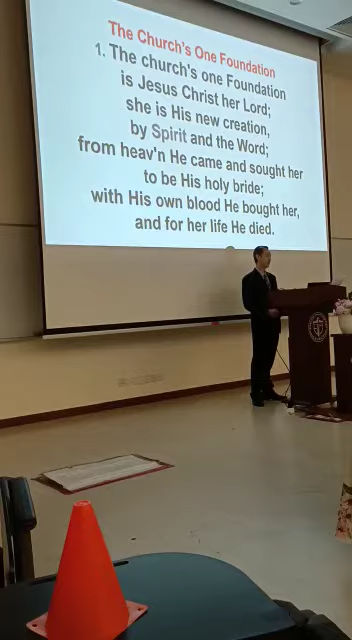 The Church's One Foundation
1. The church's one Foundation
is Jesus Christ her Lord;
she is His new creation,
by Spirit and the Word;
from heav'n He came and sought her
to be His holy bride;
with His own blood He bought her,
and for her life He died.